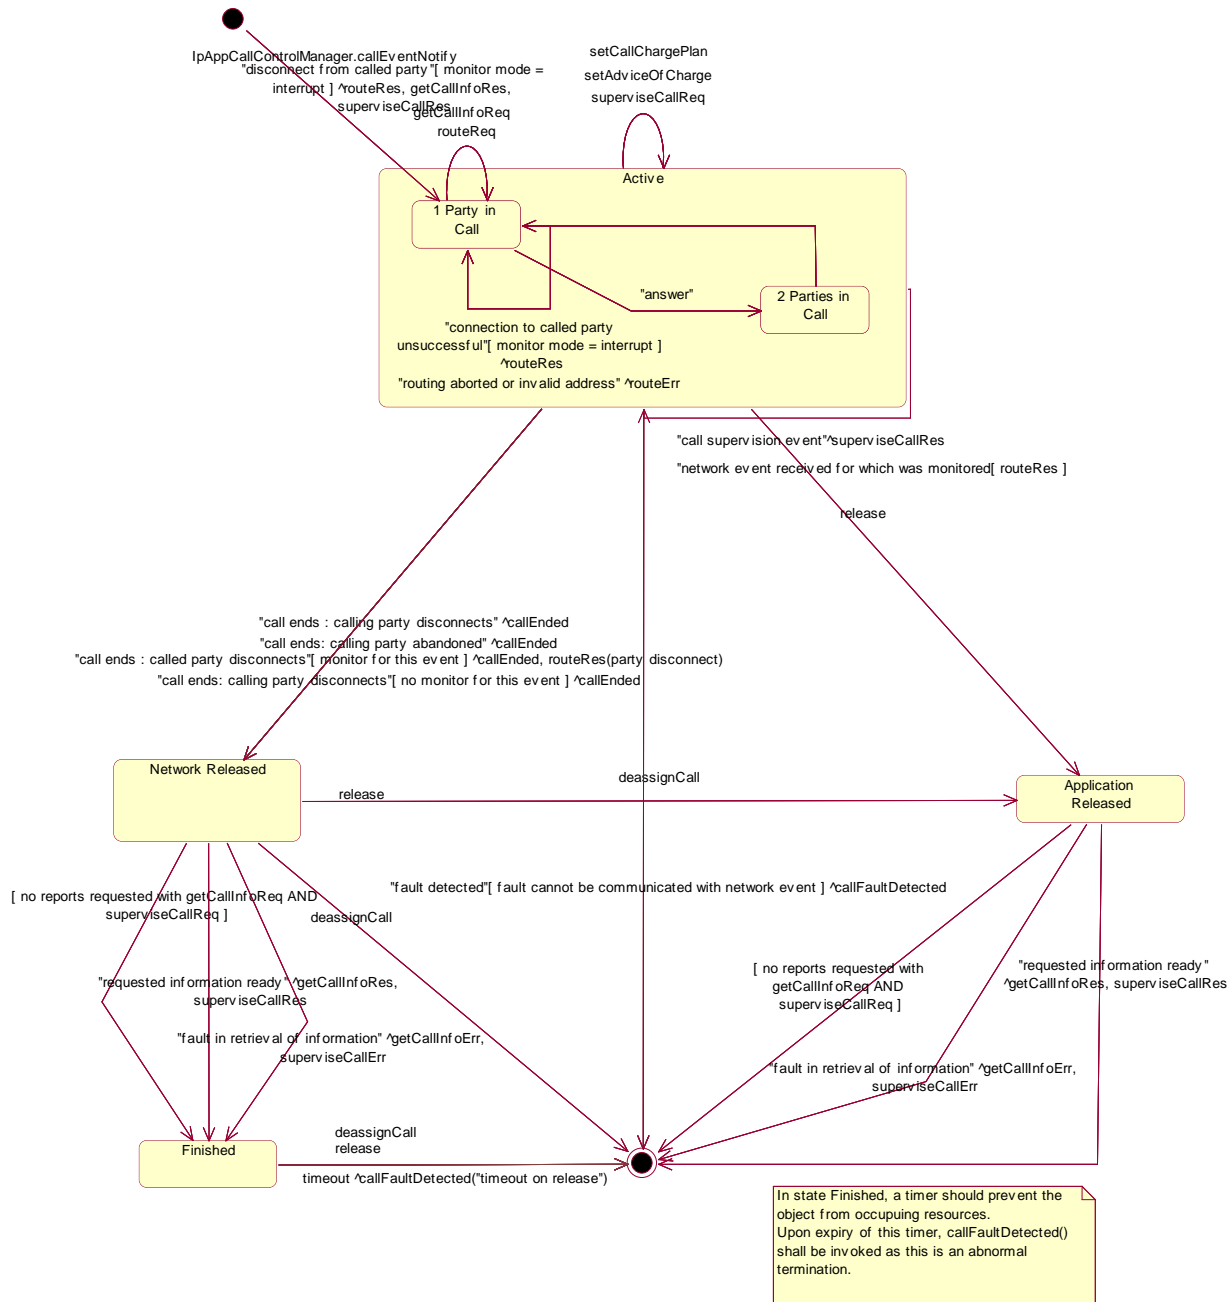 IpAppCallControlManager.callEventNotify
"disconnect from called party"[ monitor mode =
interrupt ] ^routeRes, getCallInfoRes,
superviseCallRes
getCallInfoReq
routeReq
setCallChargePlan
setAdviceOfCharge
superviseCallReq
Active
1 Party in
Call
"answer"
2 Parties in
Call
"connection to called party
unsuccessful"[ monitor mode = interrupt ]
^routeRes
"routing aborted or invalid address" ^routeErr
"call supervision event"^superviseCallRes
"network event received for which was monitored[ routeRes ]
release
"call ends : calling party disconnects" ^callEnded
"call ends: calling party abandoned" ^callEnded
"call ends : called party disconnects"[ monitor for this event ] ^callEnded, routeRes(party disconnect)
"call ends: calling party disconnects"[ no monitor for this event ] ^callEnded
Network Released
release
deassignCall
Application
Released
[ no reports requested with getCallInfoReq AND
superviseCallReq ]
deassignCall
"fault detected"[ fault cannot be communicated with network event ] ^callFaultDetected
"requested information ready" ^getCallInfoRes,
superviseCallRes
"fault in retrieval of information" ^getCallInfoErr,
superviseCallErr
[ no reports requested with
getCallInfoReq AND
superviseCallReq ]
"requested information ready"
^getCallInfoRes, superviseCallRes
"fault in retrieval of information" ^getCallInfoErr,
superviseCallErr
Finished
deassignCall
release
timeout ^callFaultDetected("timeout on release")
In state Finished, a timer should prevent the
object from occupuing resources.
Upon expiry of this timer, callFaultDetected()
shall be invoked as this is an abnormal
termination.